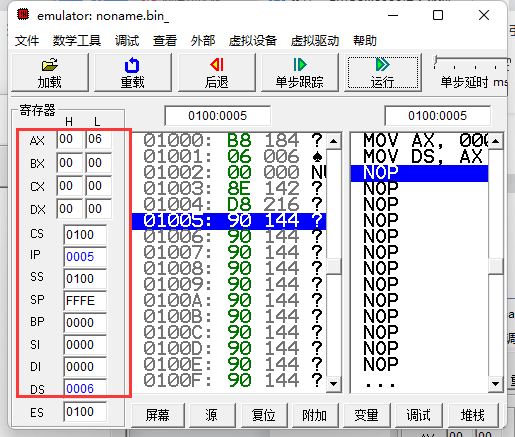 emulator: noname.bin_
文件 数学工具 调试 查看 外部 虚拟设备 虚拟驱动 帮助
加载 重载 后退 单步跟踪 运行 单步延时 ms
寄存器
H L
AX 00 06
BX 00 00
CX 00 00
DX 00 00
CS 0100
IP 0005
SS 0100
SP FFFE
BP 0000
SI 0000
DI 0000
DS 0006
ES 0100
0100:0005
01000: B8 184 ?
01001: 06 006 ♠
01002: 00 000 NU
01003: 8E 142 ?
01004: D8 216 ?
01005: 90 144 ?
01006: 90 144 ?
01007: 90 144 ?
01008: 90 144 ?
01009: 90 144 ?
0100A: 90 144 ?
0100B: 90 144 ?
0100C: 90 144 ?
0100D: 90 144 ?
0100E: 90 144 ?
0100F: 90 144 ?
0100:0005
MOV AX, 000
MOV DS, AX
NOP
NOP
NOP
NOP
NOP
NOP
NOP
NOP
NOP
NOP
NOP
NOP
NOP
NOP
...
屏幕 源 复位 附加 变量 调试 堆栈